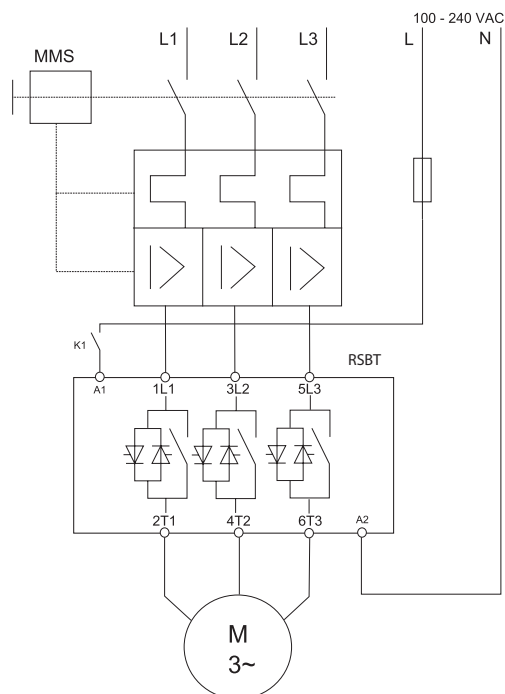 100 - 240 VAC
MMS L1 L2 L3 L N
K1
RSBT
A1 1L1 3L2 5L3
2T1 4T2 6T3 A2
M
3~